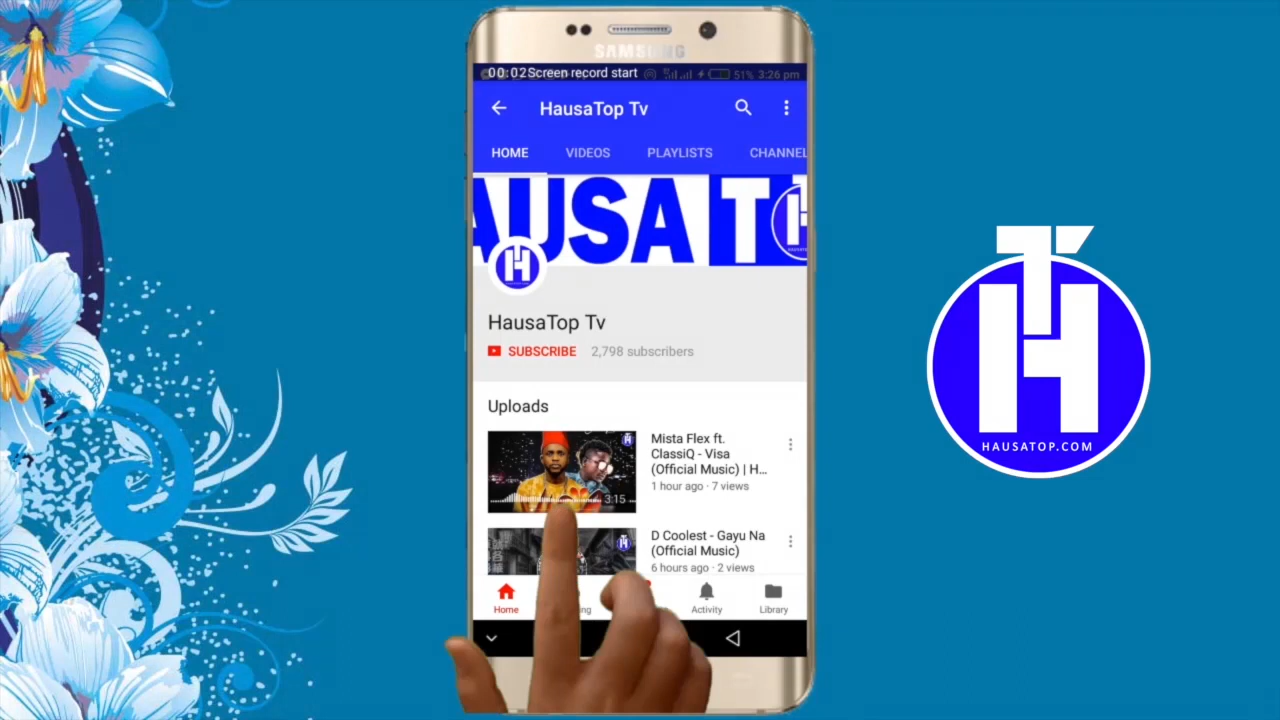 SAMSUNG
00:02 Screen record start
51% 3:26 pm
HausaTop Tv
HOME VIDEOS PLAYLISTS CHANNEL
AUSA T
HausaTop Tv
SUBSCRIBE 2,798 subscribers
Uploads
Mista Flex ft.
ClassiQ - Visa
(Official Music) | H...
1 hour ago · 7 views
3:15
D Coolest - Gayu Na
(Official Music)
6 hours ago · 2 views
Home
Activity
Library
TH
HAUSATOP.COM